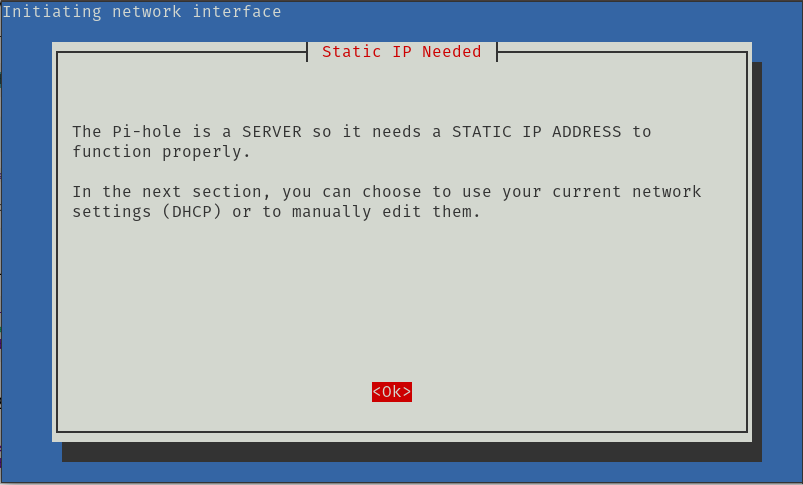 Initiating network interface
Static IP Needed
The Pi-hole is a SERVER so it needs a STATIC IP ADDRESS to
function properly.
In the next section, you can choose to use your current network
settings (DHCP) or to manually edit them.
<Ok>